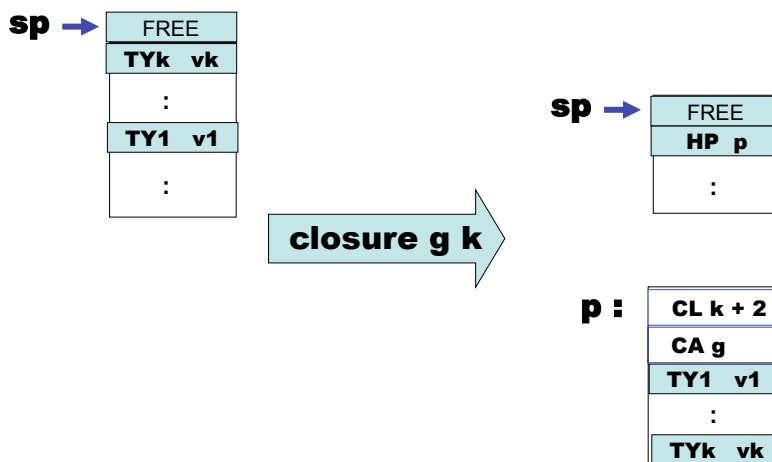 sp
FREE
TYk vk
:
TY1 v1
:
closure g k
sp
FREE
HP p
:
p :
CL k + 2
CA g
TY1 v1
:
TYk vk